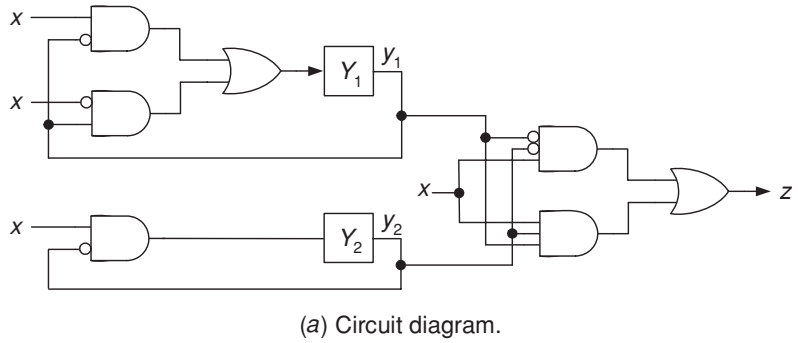 x
x
Y1
y1
x
z
x
Y2
y2
(a) Circuit diagram.